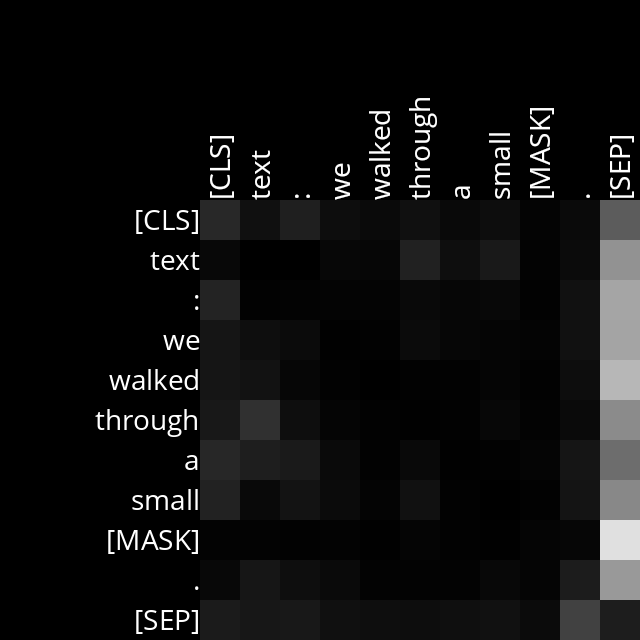 [CLS] text : we walked through a small [MASK] . [SEP]
[CLS]
text
:
we
walked
through
a
small
[MASK]
.
[SEP]